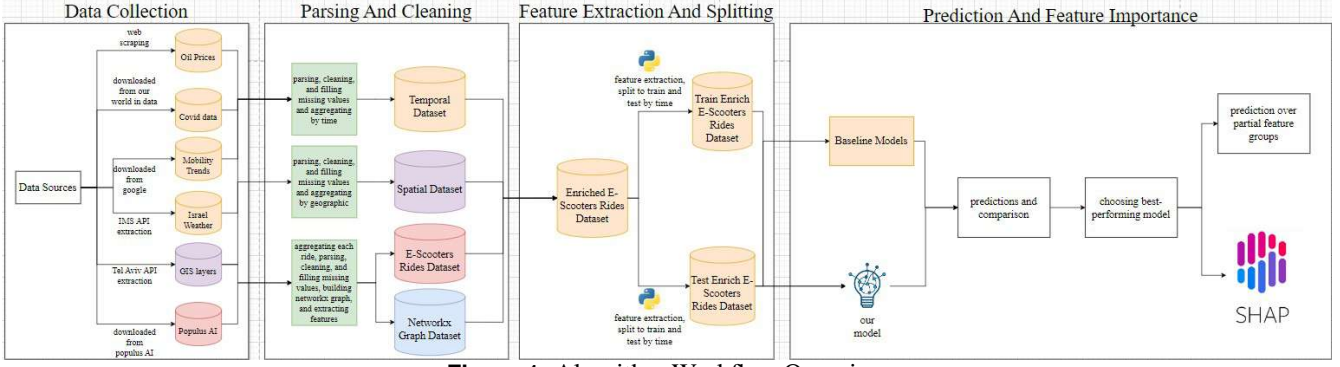 Data Collection
Parsing And Cleaning
Feature Extraction And Splitting
Prediction And Feature Importance
Data Sources
web
scraping
downloaded
from our
world in data
downloaded
from
google
IMS API
extraction
Tel Aviv API
extraction
downloaded
from
populus AI
Oil Prices
Covid data
Mobility
Trends
Israel
Weather
GIS layers
Populus AI
parsing, cleaning,
and filling
missing values
and aggregating
by time
parsing, cleaning,
and filling
missing values
and aggregating
by geographic
aggregating each
ride, parsing,
cleaning, and
filling missing
values, building
networkx graph,
and extracting
features
Temporal
Dataset
Spatial Dataset
E-Scooters
Rides Dataset
Networkx
Graph Dataset
Enriched E-
Scooters Rides
Dataset
feature extraction,
split to train and
test by time
feature extraction,
split to train and
test by time
Train Enrich
E-Scooters
Rides
Dataset
Test Enrich E-
Scooters
Rides Dataset
Baseline Models
our
model
predictions and
comparison
choosing best-
performing model
prediction over
partial feature
groups
SHAP